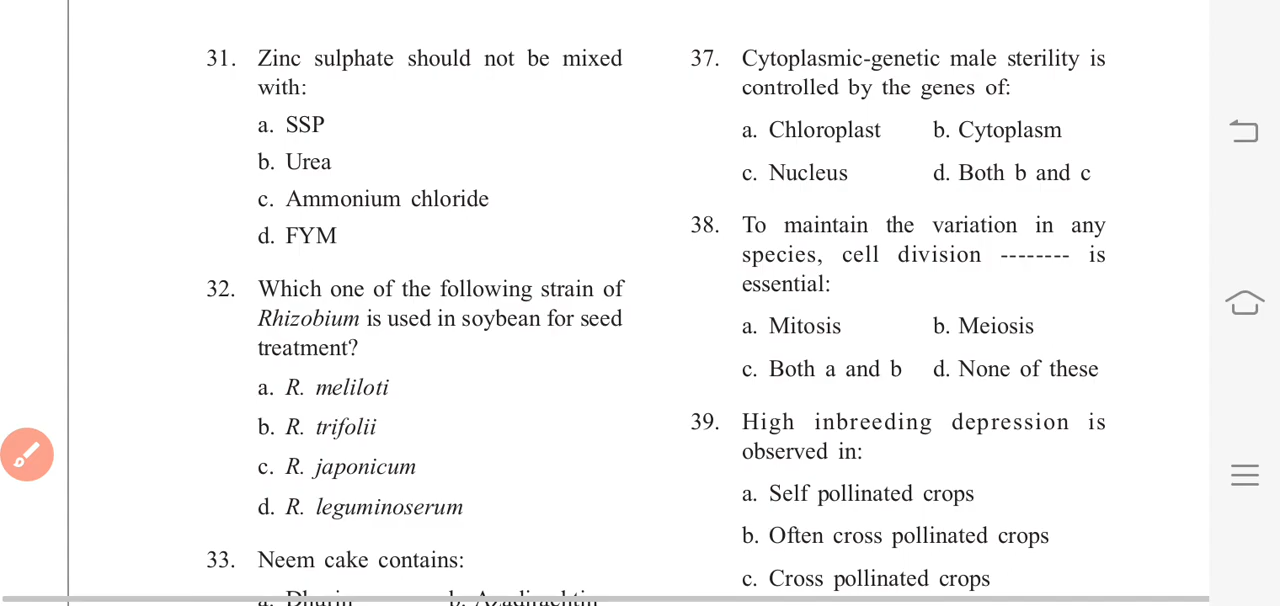 31. Zinc sulphate should not be mixed
with:
a. SSP
b. Urea
c. Ammonium chloride
d. FYM
32. Which one of the following strain of
Rhizobium is used in soybean for seed
treatment?
a. R. meliloti
b. R. trifolii
c. R. japonicum
d. R. leguminoserum
33. Neem cake contains:
37. Cytoplasmic-genetic male sterility is
controlled by the genes of:
a. Chloroplast b. Cytoplasm
c. Nucleus d. Both b and c
38. To maintain the variation in any
species, cell division -------- is
essential:
a. Mitosis b. Meiosis
c. Both a and b d. None of these
39. High inbreeding depression is
observed in:
a. Self pollinated crops
b. Often cross pollinated crops
c. Cross pollinated crops